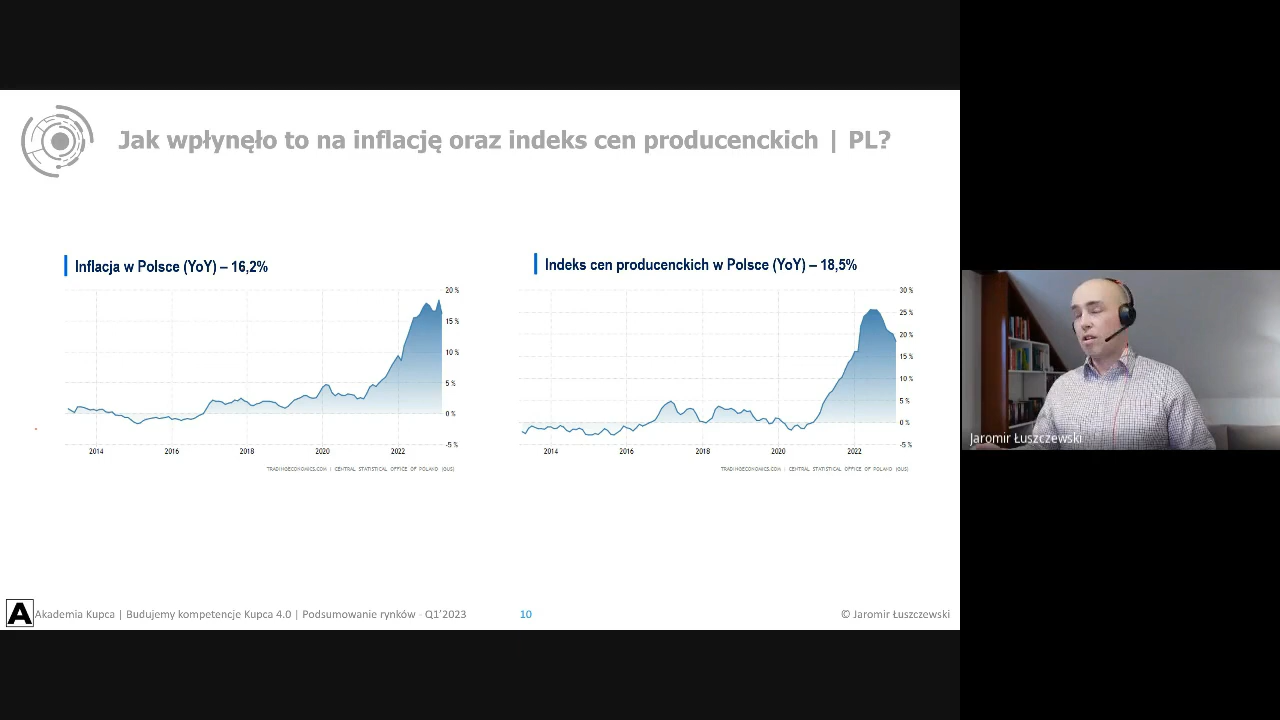 Jak wpłynęło to na inflację oraz indeks cen producenckich | PL?
Inflacja w Polsce (YoY) – 16,2%
20 %
15 %
10 %
5 %
0 %
-5 %
2014 2016 2018 2020 2022
TRADINGECONOMICS.COM | CENTRAL STATISTICAL OFFICE OF POLAND (GUS)
Indeks cen producenckich w Polsce (YoY) – 18,5%
30 %
25 %
20 %
15 %
10 %
5 %
0 %
-5 %
2014 2016 2018 2020 2022
TRADINGECONOMICS.COM | CENTRAL STATISTICAL OFFICE OF POLAND (GUS)
Jaromir Łuszczewski
A
Akademia Kupca | Budujemy kompetencje Kupca 4.0 | Podsumowanie rynków - Q1'2023
10
© Jaromir Łuszczewski